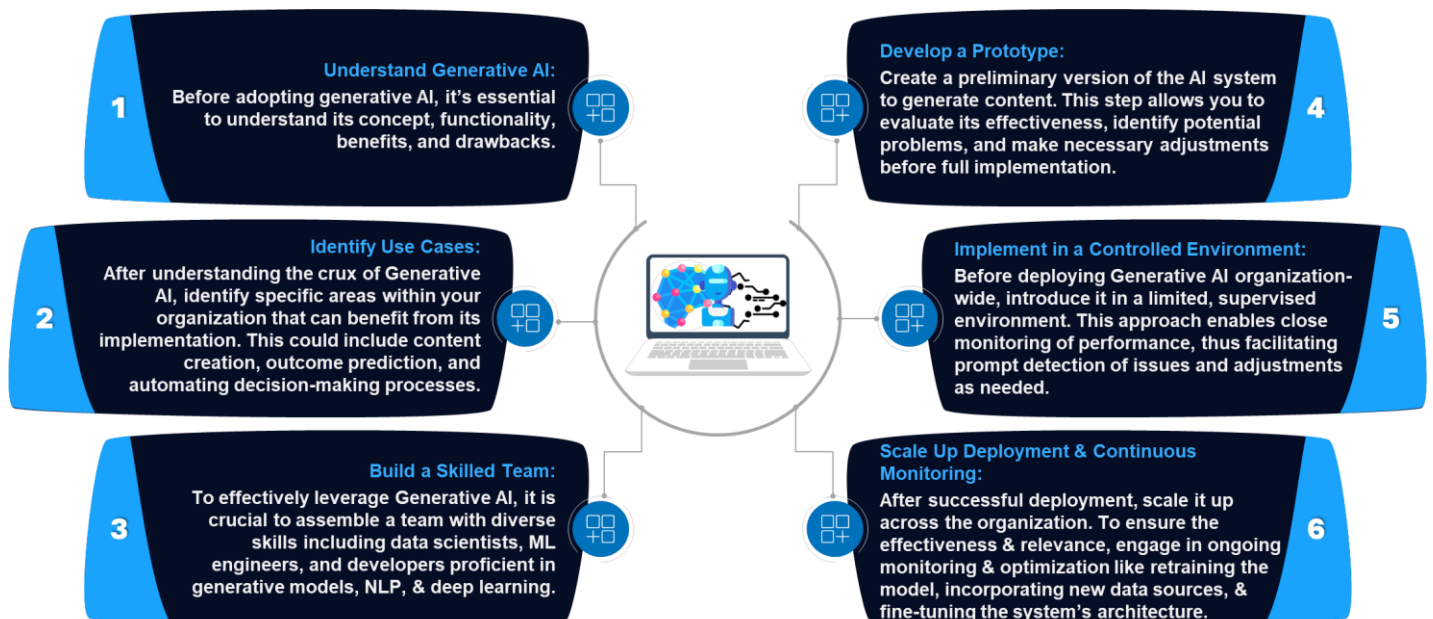 1
Understand Generative AI:
Before adopting generative AI, it's essential
to understand its concept, functionality,
benefits, and drawbacks.
2
Identify Use Cases:
After understanding the crux of Generative
AI, identify specific areas within your
organization that can benefit from its
implementation. This could include content
creation, outcome prediction, and
automating decision-making processes.
3
Build a Skilled Team:
To effectively leverage Generative AI, it is
crucial to assemble a team with diverse
skills including data scientists, ML
engineers, and developers proficient in
generative models, NLP, & deep learning.
4
Develop a Prototype:
Create a preliminary version of the AI system
to generate content. This step allows you to
evaluate its effectiveness, identify potential
problems, and make necessary adjustments
before full implementation.
5
Implement in a Controlled Environment:
Before deploying Generative AI organization-
wide, introduce it in a limited, supervised
environment. This approach enables close
monitoring of performance, thus facilitating
prompt detection of issues and adjustments
as needed.
6
Scale Up Deployment & Continuous
Monitoring:
After successful deployment, scale it up
across the organization. To ensure the
effectiveness & relevance, engage in ongoing
monitoring & optimization like retraining the
model, incorporating new data sources, &
fine-tuning the system's architecture.